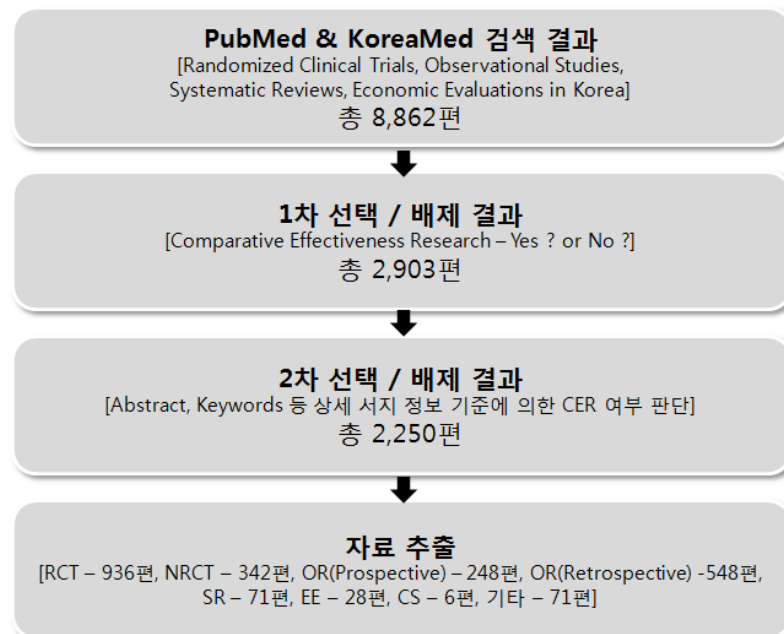 PubMed & KoreaMed 검색 결과
[Randomized Clinical Trials, Observational Studies,
Systematic Reviews, Economic Evaluations in Korea]
총 8,862편
1차 선택 / 배제 결과
[Comparative Effectiveness Research – Yes ? or No ?]
총 2,903편
2차 선택 / 배제 결과
[Abstract, Keywords 등 상세 서지 정보 기준에 의한 CER 여부 판단]
총 2,250편
자료 추출
[RCT – 936편, NRCT – 342편, OR(Prospective) – 248편, OR(Retrospective) -548편,
SR – 71편, EE – 28편, CS – 6편, 기타 – 71편]